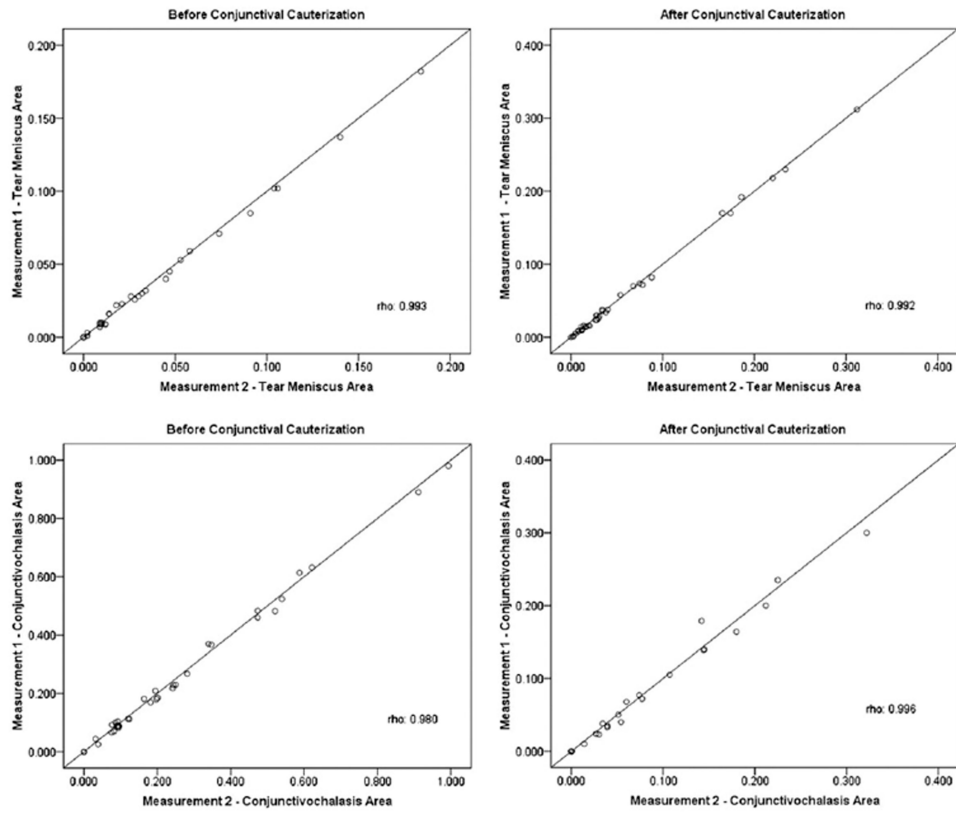 Before Conjunctival Cauterization
Measurement 1 - Tear Meniscus Area
0.200
0.150
0.100
0.050
0.000
rho: 0.993
0.000 0.050 0.100 0.150 0.200
Measurement 2 - Tear Meniscus Area
After Conjunctival Cauterization
Measurement 1 - Tear Meniscus Area
0.400
0.300
0.200
0.100
0.000
rho: 0.992
0.000 0.100 0.200 0.300 0.400
Measurement 2 - Tear Meniscus Area
Before Conjunctival Cauterization
Measurement 1 - Conjunctivochalasis Area
1.000
0.800
0.600
0.400
0.200
0.000
rho: 0.980
0.000 0.200 0.400 0.600 0.800 1.000
Measurement 2 - Conjunctivochalasis Area
After Conjunctival Cauterization
Measurement 1 - Conjunctivochalasis Area
0.400
0.300
0.200
0.100
0.000
rho: 0.996
0.000 0.100 0.200 0.300 0.400
Measurement 2 - Conjunctivochalasis Area